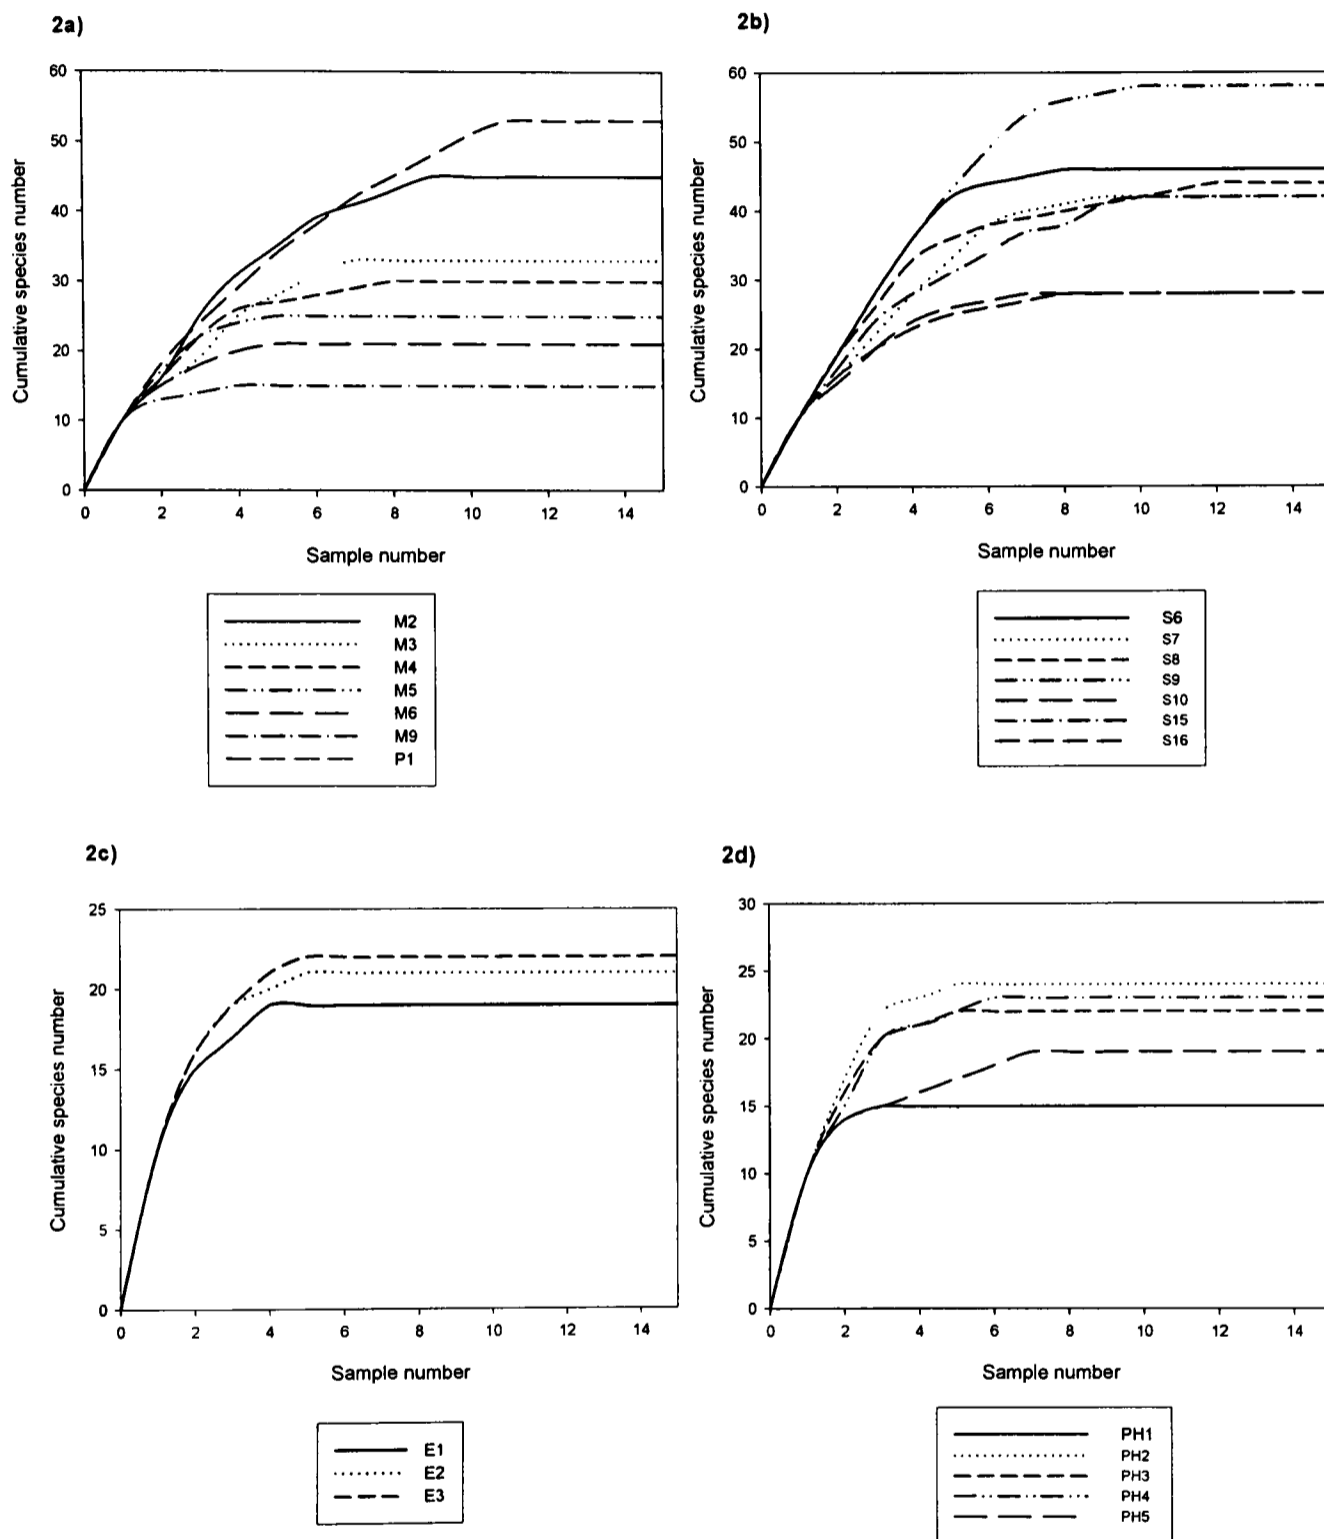 2a)
60
50
40
30
20
10
0
Cumulative species number
0 2 4 6 8 10 12 14
Sample number
M2
M3
M4
M5
M6
M9
P1
2b)
60
50
40
30
20
10
0
Cumulative species number
0 2 4 6 8 10 12 14
Sample number
S6
S7
S8
S9
S10
S15
S16
2c)
25
20
15
10
5
0
Cumulative species number
0 2 4 6 8 10 12 14
Sample number
E1
E2
E3
2d)
30
25
20
15
10
5
0
Cumulative species number
0 2 4 6 8 10 12 14
Sample number
PH1
PH2
PH3
PH4
PH5